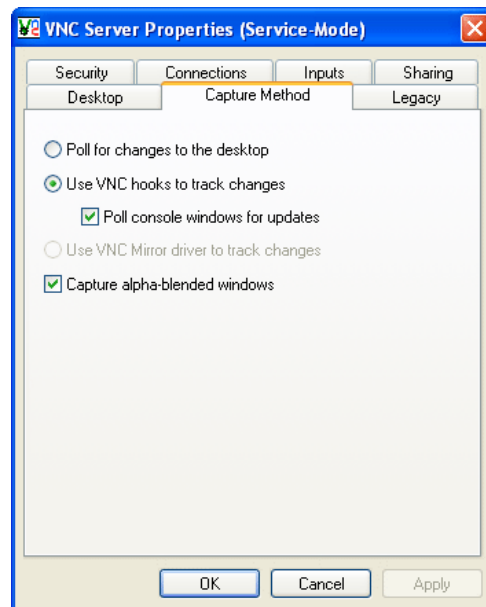 VNC Server Properties (Service-Mode)
Security Connections Inputs Sharing
Desktop Capture Method Legacy
Poll for changes to the desktop
Use VNC hooks to track changes
Poll console windows for updates
Use VNC Mirror driver to track changes
Capture alpha-blended windows
OK Cancel Apply